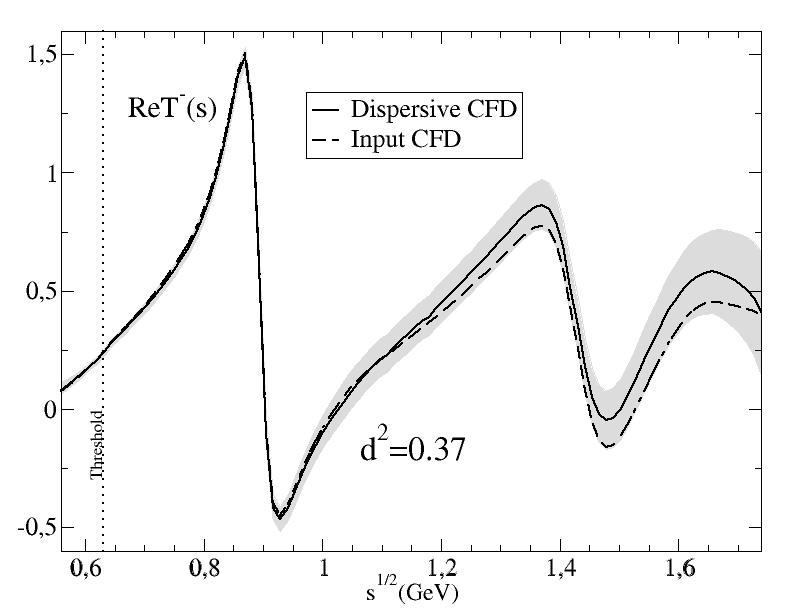 1,5
1
0,5
0
-0,5
ReT⁻(s)
Dispersive CFD
Input CFD
d²=0.37
Threshold
0,6 0,8 1 1,2 1,4 1,6
s^1/2(GeV)